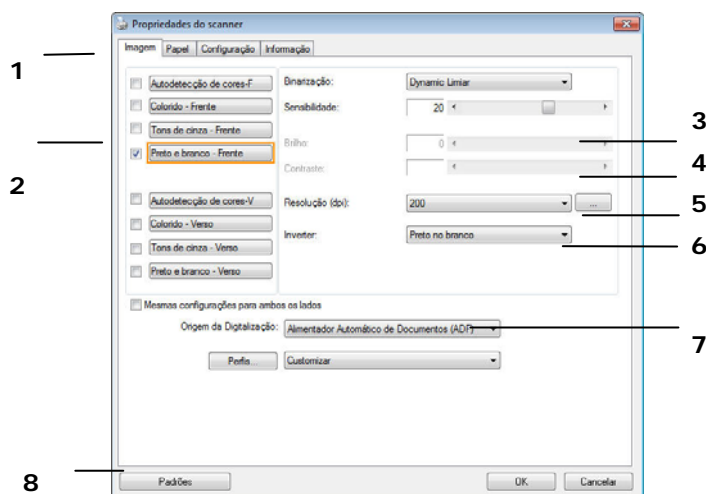 Propriedades do scanner
Imagem Papel Configuração Informação
1
Autodetecção de cores-F Binarização: Dynamic Limiar
Colorido - Frente Sensibilidade: 20
Tons de cinza - Frente
3
Preto e branco - Frente Brilho: 0
Contraste:
4
2
Autodetecção de cores-V Resolução (dpi): 200 ...
5
Colorido - Verso Inverter: Preto no branco
6
Tons de cinza - Verso
Preto e branco - Verso
Mesmas configurações para ambos os lados
Origem da Digitalização: Alimentador Automático de Documentos (ADF)
7
Perfis... Customizar
8
Padrões OK Cancelar